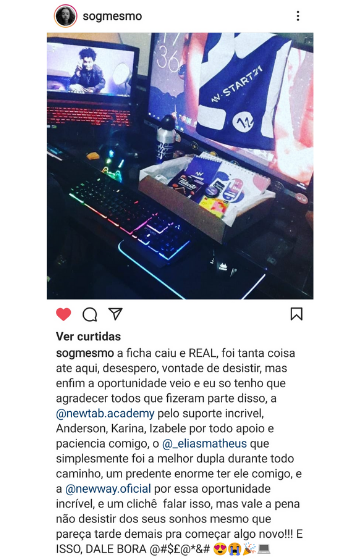 sogmesmo
36
START21
Ver curtidas
sogmesmo a ficha caiu e REAL, foi tanta coisa
ate aqui, desespero, vontade de desistir, mas
enfim a oportunidade veio e eu so tenho que
agradecer todos que fizeram parte disso, a
@newtab.academy pelo suporte incrivel,
Anderson, Karina, Izabele por todo apoio e
paciencia comigo, o @_eliasmatheus que
simplesmente foi a melhor dupla durante todo
caminho, um predente enorme ter ele comigo, e
a @newway.oficial por essa oportunidade
incrível, e um clichê falar isso, mas vale a pena
não desistir dos seus sonhos mesmo que
pareça tarde demais pra começar algo novo!!! E
ISSO, DALE BORA @#$£@*&# 😍😭🎉💻